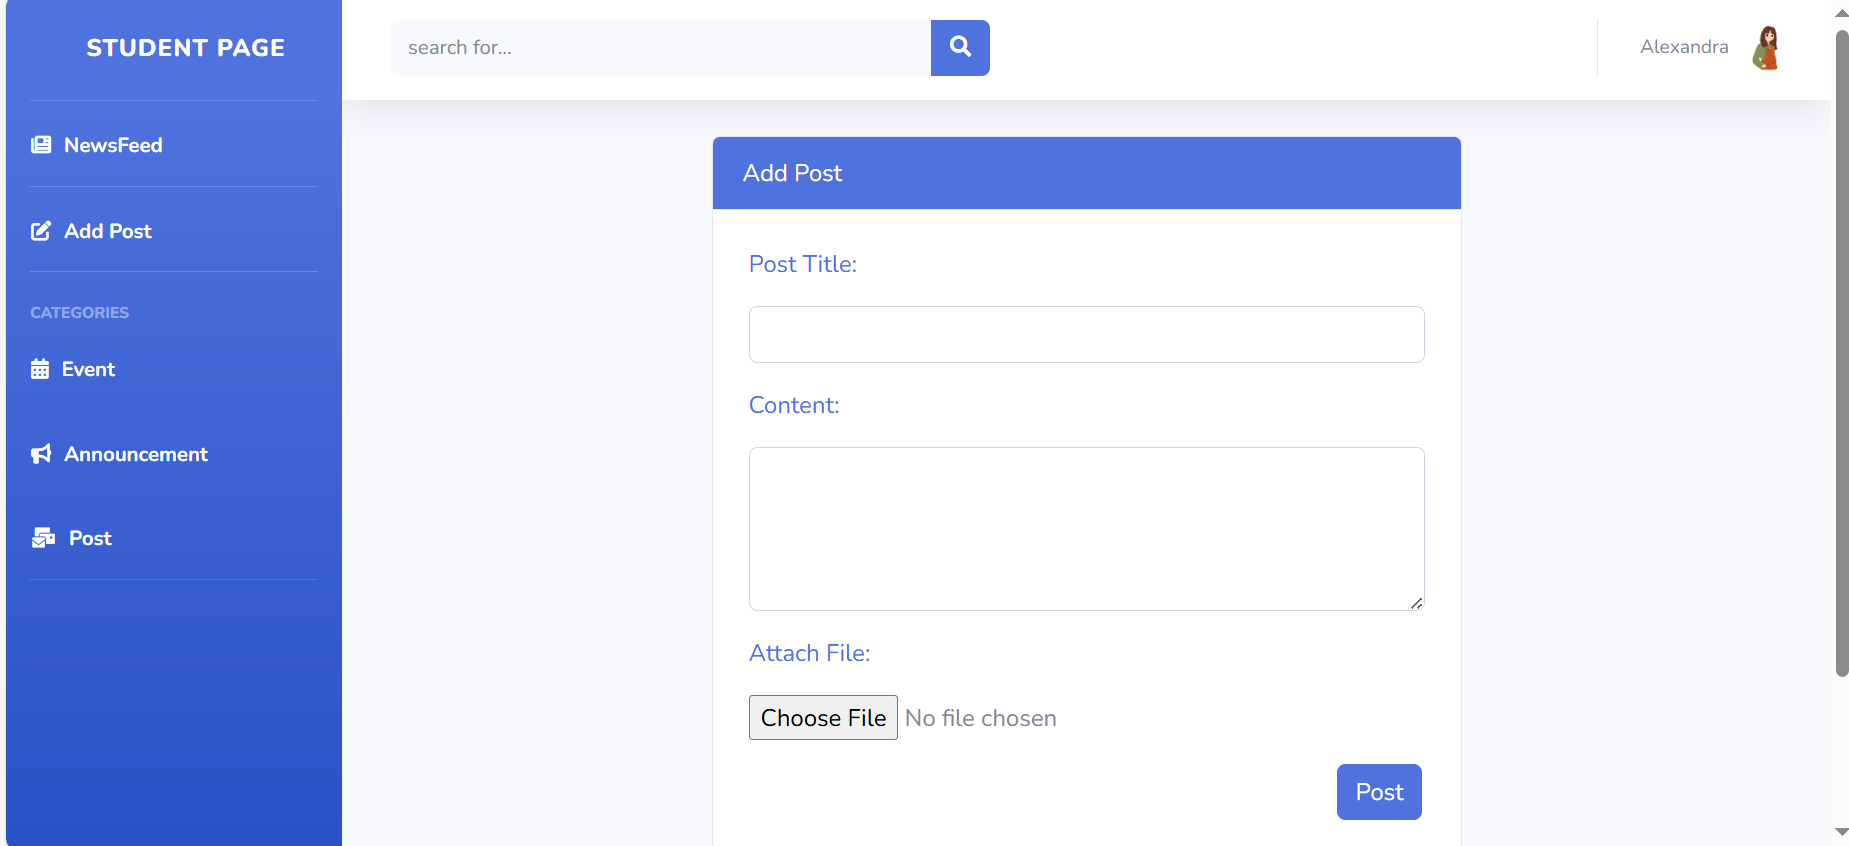 STUDENT PAGE
NewsFeed
Add Post
CATEGORIES
Event
Announcement
Post
search for...
Alexandra
Add Post
Post Title:
Content:
Attach File:
Choose File No file chosen
Post